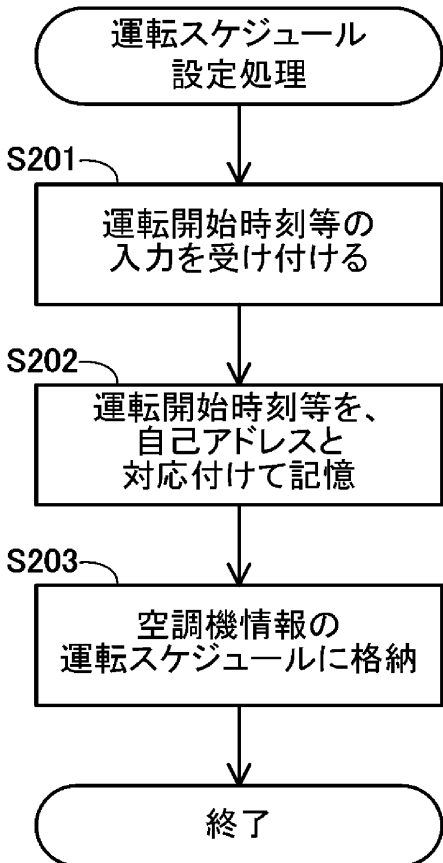 運転スケジュール
設定処理
S201
運転開始時刻等の
入力を受け付ける
S202
運転開始時刻等を、
自己アドレスと
対応付けて記憶
S203
空調機情報の
運転スケジュールに格納
終了